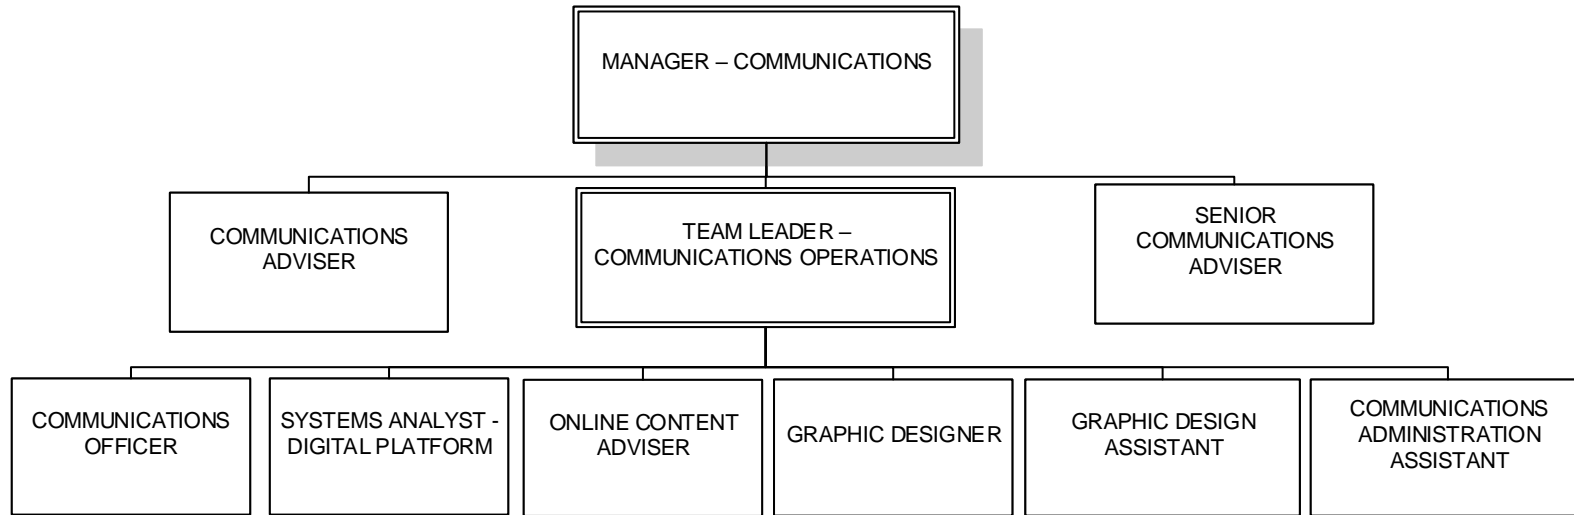 MANAGER – COMMUNICATIONS
COMMUNICATIONS
ADVISER
TEAM LEADER –
COMMUNICATIONS OPERATIONS
SENIOR
COMMUNICATIONS
ADVISER
COMMUNICATIONS
OFFICER
SYSTEMS ANALYST -
DIGITAL PLATFORM
ONLINE CONTENT
ADVISER
GRAPHIC DESIGNER
GRAPHIC DESIGN
ASSISTANT
COMMUNICATIONS
ADMINISTRATION
ASSISTANT